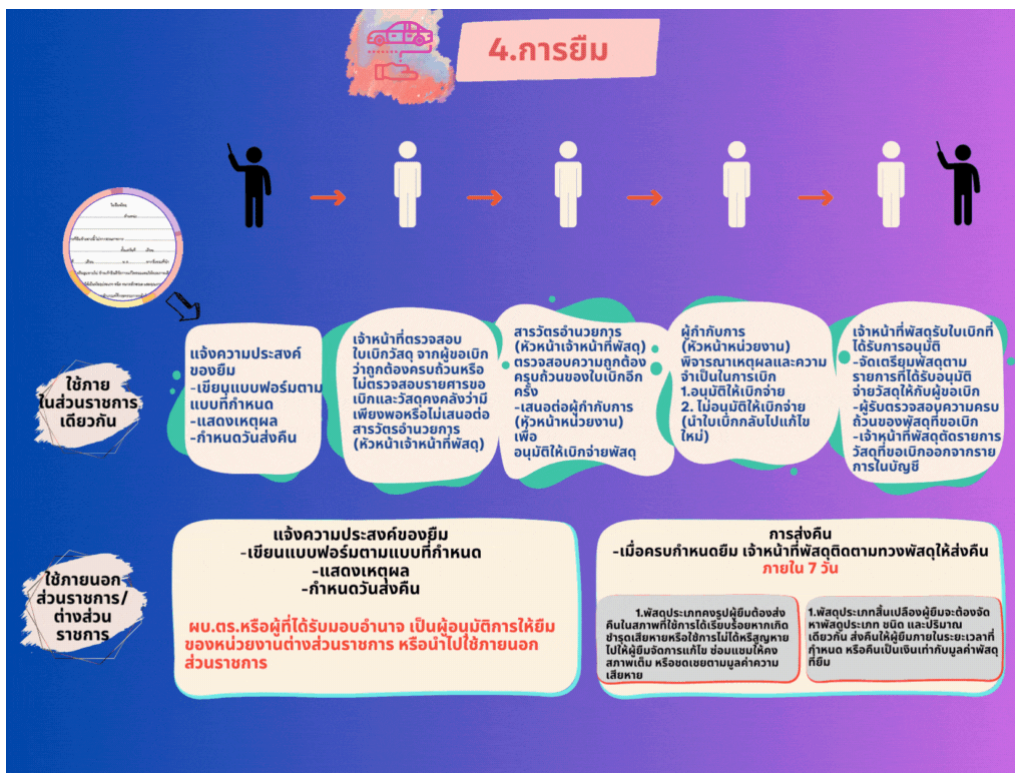 4.การยืม
ใช้ภาย
ในส่วนราชการ
เดียวกัน
แจ้งความประสงค์
ของยืม
-เขียนแบบฟอร์มตาม
แบบที่กำหนด
-แสดงเหตุผล
-กำหนดวันส่งคืน
เจ้าหน้าที่ตรวจสอบ
ใบเบิกวัสดุ จากผู้ขอเบิก
ว่าถูกต้องครบถ้วนหรือ
ไม่ตรวจสอบรายสารขอ
เบิกและวัสดุคงคลังว่ามี
เพียงพอหรือไม่เสนอต่อ
สารวัตรอำนวยการ
(หัวหน้าเจ้าหน้าที่พัสดุ)
สารวัตรอำนวยการ
(หัวหน้าเจ้าหน้าที่พัสดุ)
ตรวจสอบความถูกต้อง
ครบถ้วนของใบเบิกอีก
ครั้ง
-เสนอต่อผู้กำกับการ
(หัวหน้าหน่วยงาน)
เพื่อ
อนุมัติให้เบิกจ่ายพัสดุ
ผู้กำกับการ
(หัวหน้าหน่วยงาน)
พิจารณาเหตุผลและความ
จำเป็นในการเบิก
1.อนุมัติให้เบิกจ่าย
2. ไม่อนุมัติให้เบิกจ่าย
(นำใบเบิกกลับไปแก้ไข
ใหม่)
เจ้าหน้าที่พัสดุรับใบเบิกที่
ได้รับการอนุมัติ
-จัดเตรียมพัสดุตาม
รายการที่ได้รับอนุมัติ
จ่ายวัสดุให้กับผู้ขอเบิก
-ผู้รับตรวจสอบความครบ
ถ้วนของพัสดุที่ขอเบิก
-เจ้าหน้าที่พัสดุตัดรายการ
วัสดุที่ขอเบิกออกจากราย
การในบัญชี
ใช้ภายนอก
ส่วนราชการ/
ต่างส่วน
ราชการ
แจ้งความประสงค์ของยืม
-เขียนแบบฟอร์มตามแบบที่กำหนด
-แสดงเหตุผล
-กำหนดวันส่งคืน
ผบ.ตร.หรือผู้ที่ได้รับมอบอำนาจ เป็นผู้อนุมัติการให้ยืม
ของหน่วยงานต่างส่วนราชการ หรือนำไปใช้ภายนอก
ส่วนราชการ
การส่งคืน
-เมื่อครบกำหนดยืม เจ้าหน้าที่พัสดุติดตามทวงพัสดุให้ส่งคืน
ภายใน 7 วัน
1.พัสดุประเภทคงรูปผู้ยืมต้องส่ง
คืนในสภาพที่ใช้การได้เรียบร้อยหากเกิด
ชำรุดเสียหายหรือใช้การไม่ได้หรืสูญหาย
ไปให้ผู้ยืมจัดการแก้ไข ซ่อมแซมให้คง
สภาพเดิม หรือชดเชยตามมูลค่าความ
เสียหาย
1.พัสดุประเภทสิ้นเปลืองผู้ยืมจะต้องจัด
หาพัสดุประเภท ชนิด และปริมาณ
เดียวกัน ส่งคืนให้ผู้ยืมภายในระยะเวลาที่
กำหนด หรือคืนเป็นเงินเท่ากับมูลค่าพัสดุ
ที่ยืม